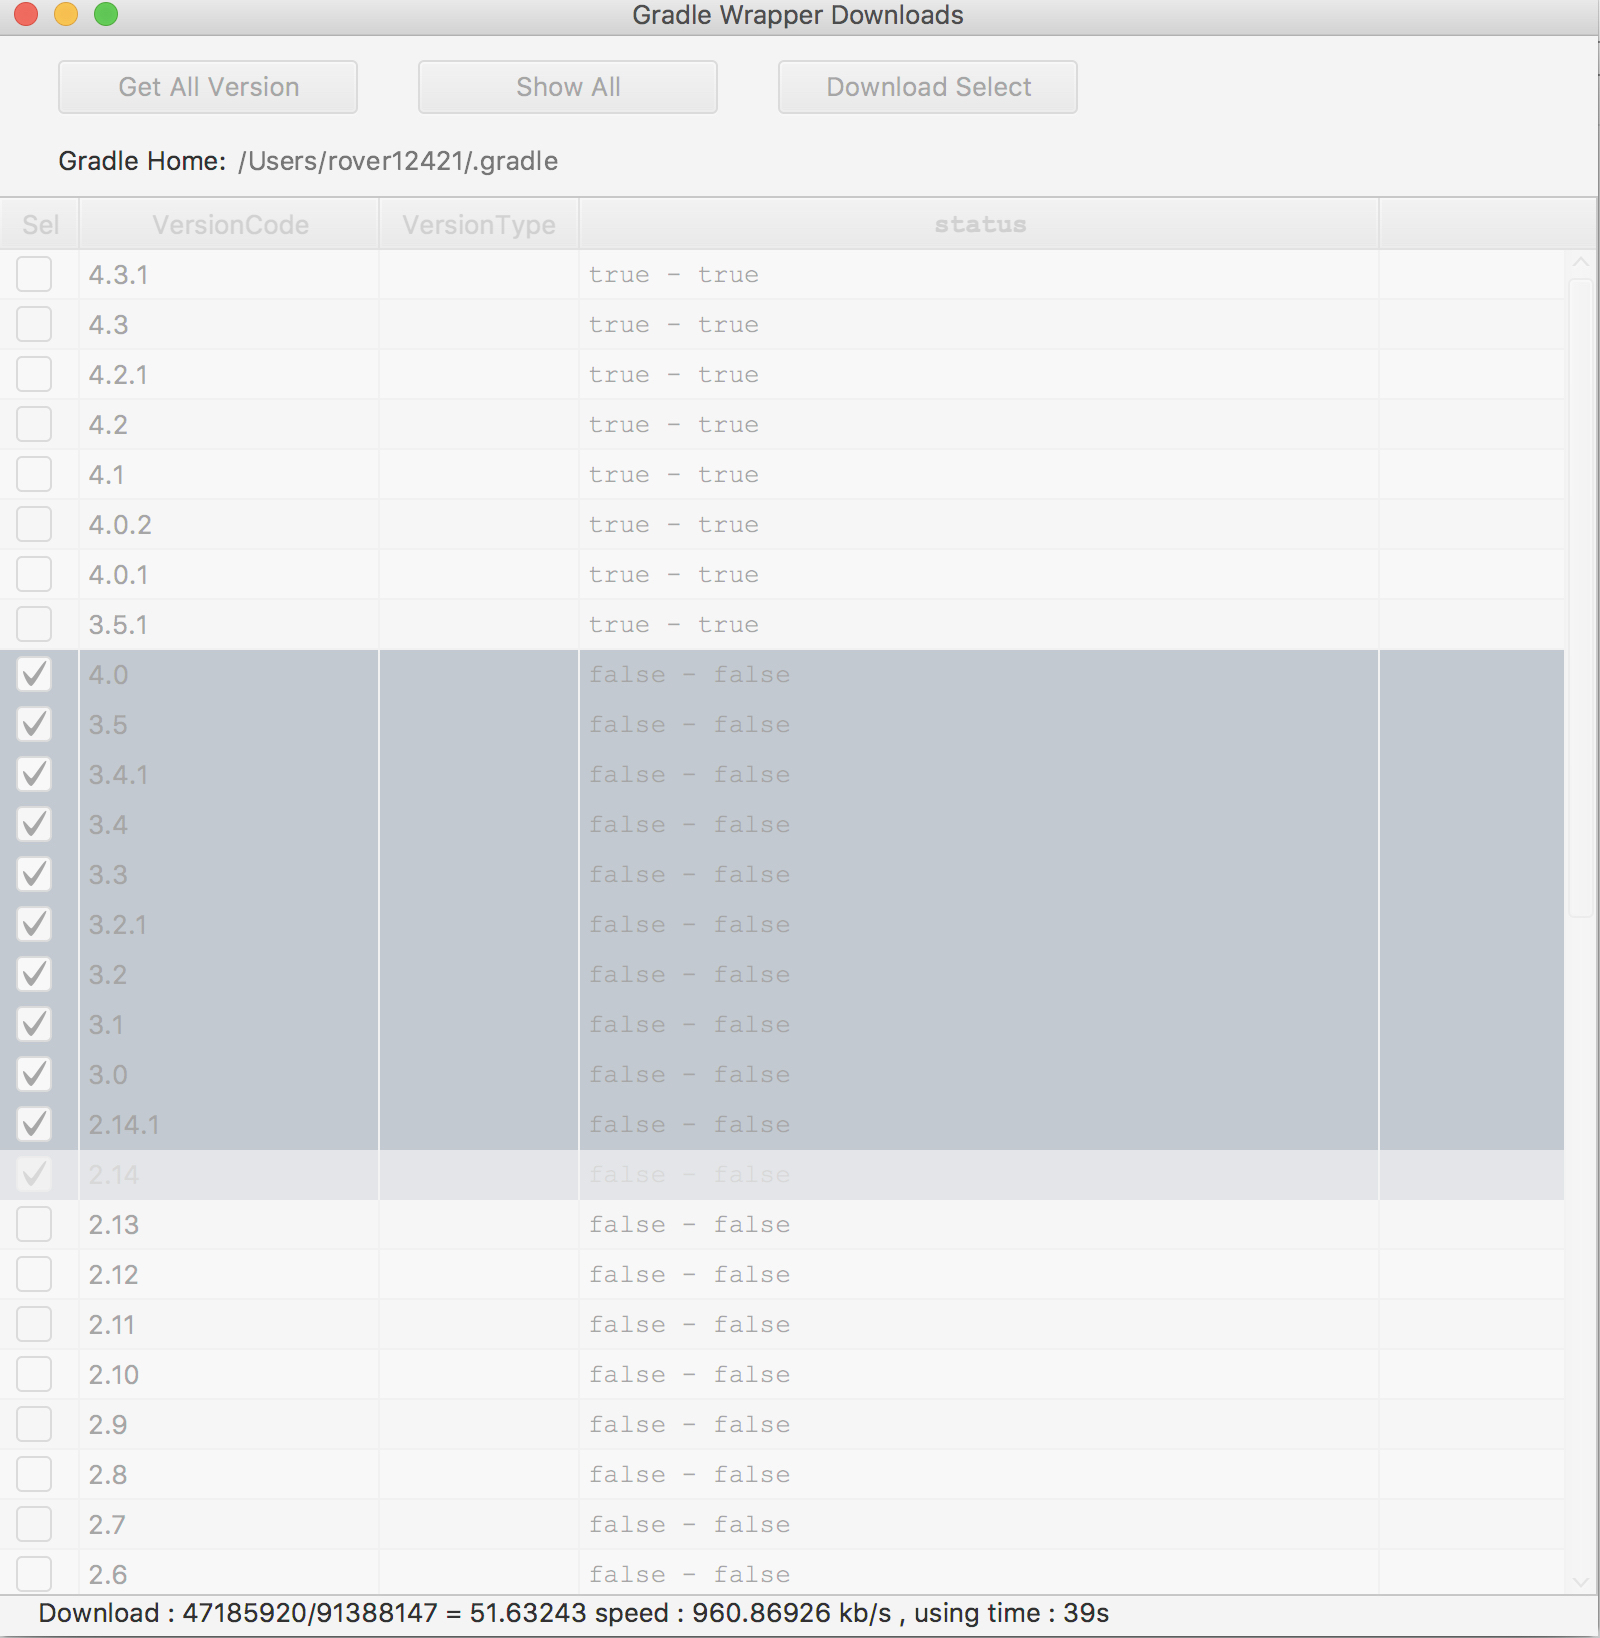 Gradle Wrapper Downloads
Get All Version Show All Download Select
Gradle Home: /Users/rover12421/.gradle
Sel VersionCode VersionType status
4.3.1 true - true
4.3 true - true
4.2.1 true - true
4.2 true - true
4.1 true - true
4.0.2 true - true
4.0.1 true - true
3.5.1 true - true
4.0 false - false
3.5 false - false
3.4.1 false - false
3.4 false - false
3.3 false - false
3.2.1 false - false
3.2 false - false
3.1 false - false
3.0 false - false
2.14.1 false - false
2.14 false - false
2.13 false - false
2.12 false - false
2.11 false - false
2.10 false - false
2.9 false - false
2.8 false - false
2.7 false - false
2.6 false - false
Download : 47185920/91388147 = 51.63243 speed : 960.86926 kb/s , using time : 39s